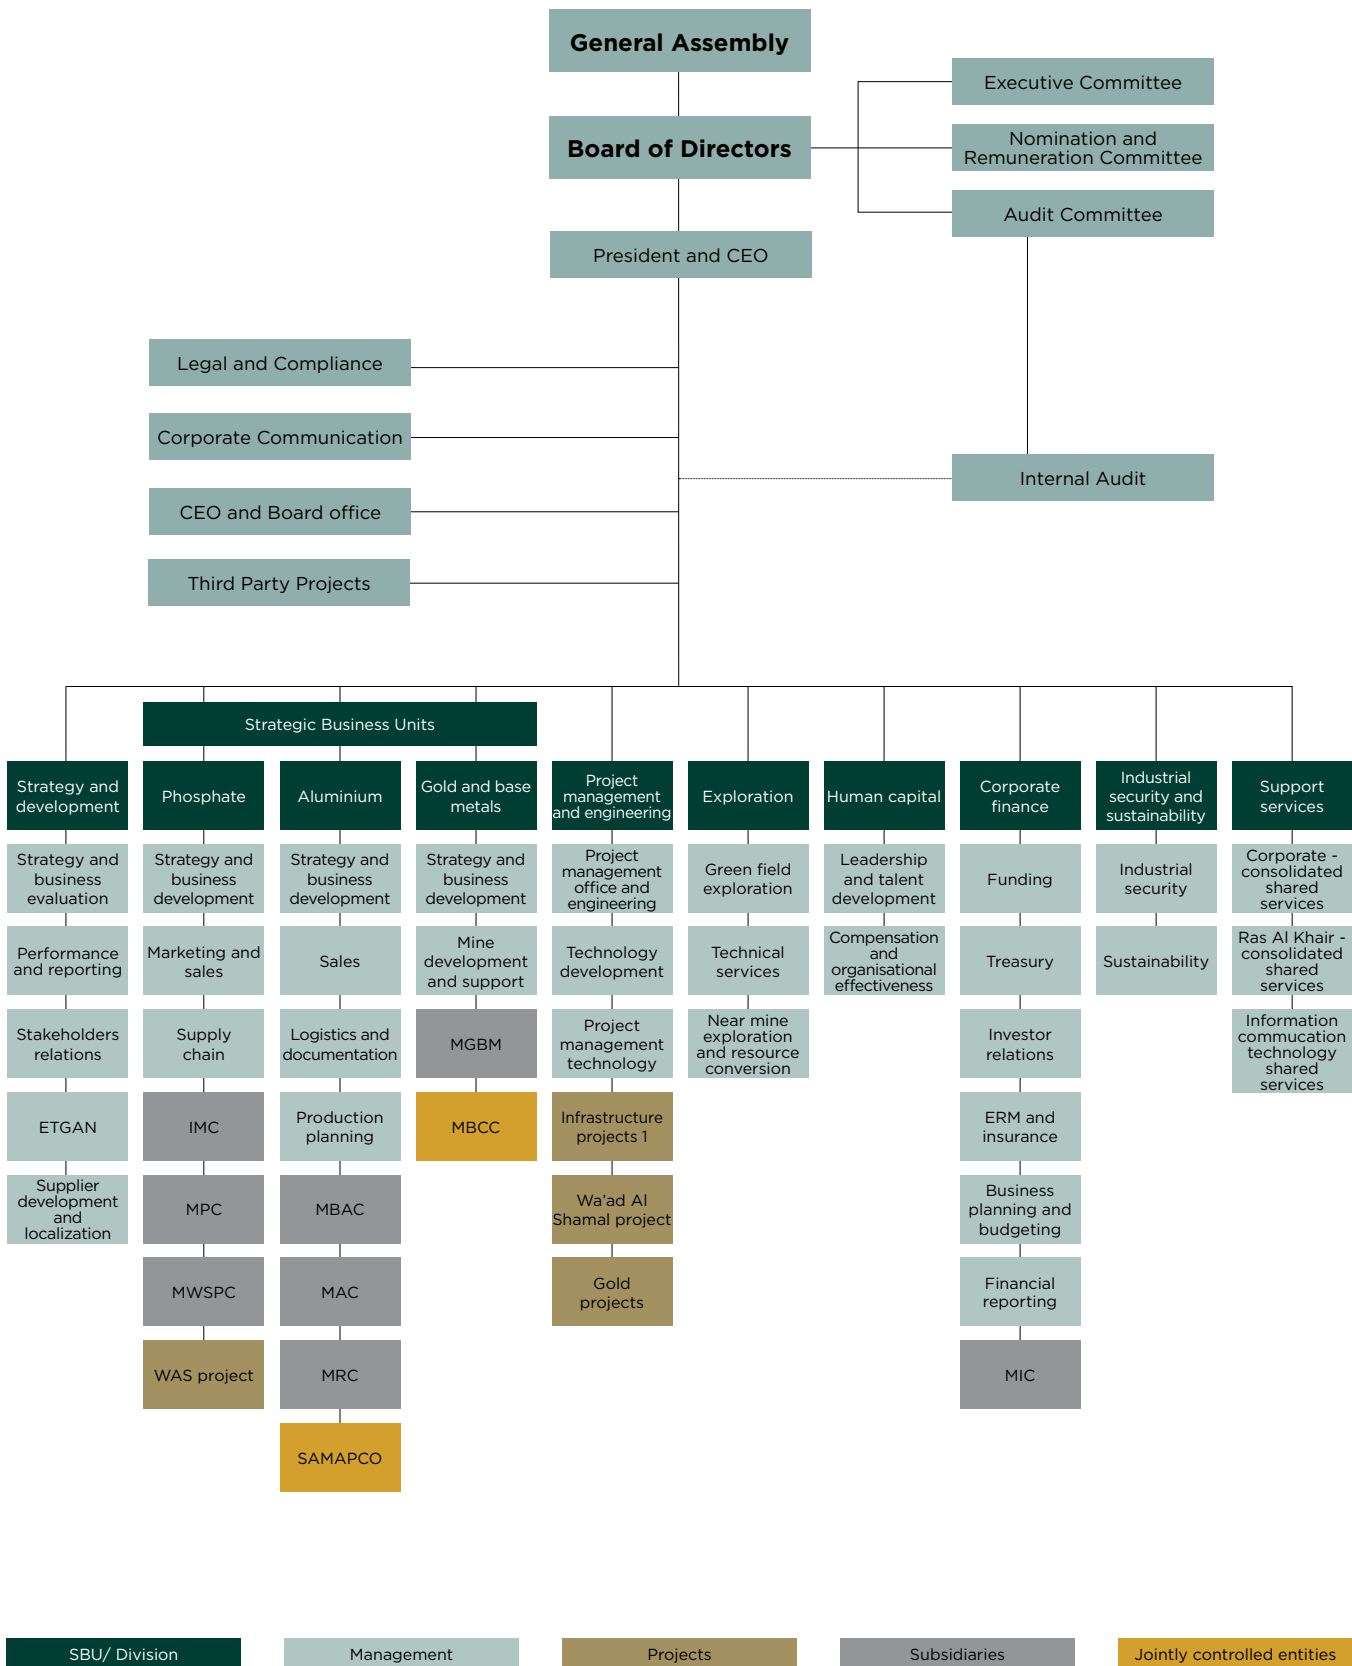 General Assembly
Executive Committee
Board of Directors
Nomination and
Remuneration Committee
Audit Committee
President and CEO
Legal and Compliance
Corporate Communication
Internal Audit
CEO and Board office
Third Party Projects
Strategic Business Units
Strategy and
development
Phosphate
Aluminium
Gold and base
metals
Project
management
and engineering
Exploration
Human capital
Corporate
finance
Industrial
security and
sustainability
Support
services
Strategy and
business
evaluation
Strategy and
business
development
Strategy and
business
development
Strategy and
business
development
Project
management
office and
engineering
Green field
exploration
Leadership
and talent
development
Funding
Industrial
security
Corporate -
consolidated
shared
services
Performance
and reporting
Marketing and
sales
Sales
Mine
development
and support
Technology
development
Technical
services
Compensation
and
organisational
effectiveness
Treasury
Sustainability
Ras Al Khair -
consolidated
shared
services
Stakeholders
relations
Supply
chain
Logistics and
documentation
MGBM
Project
management
technology
Near mine
exploration
and resource
conversion
Investor
relations
Information
commucation
technology
shared
services
ETGAN
IMC
Production
planning
MBCC
Infrastructure
projects 1
ERM and
insurance
Supplier
development
and
localization
MPC
MBAC
Wa’ad Al
Shamal project
Business
planning and
budgeting
MWSPC
MAC
Gold
projects
Financial
reporting
WAS project
MRC
MIC
SAMAPCO
SBU/ Division
Management
Projects
Subsidiaries
Jointly controlled entities